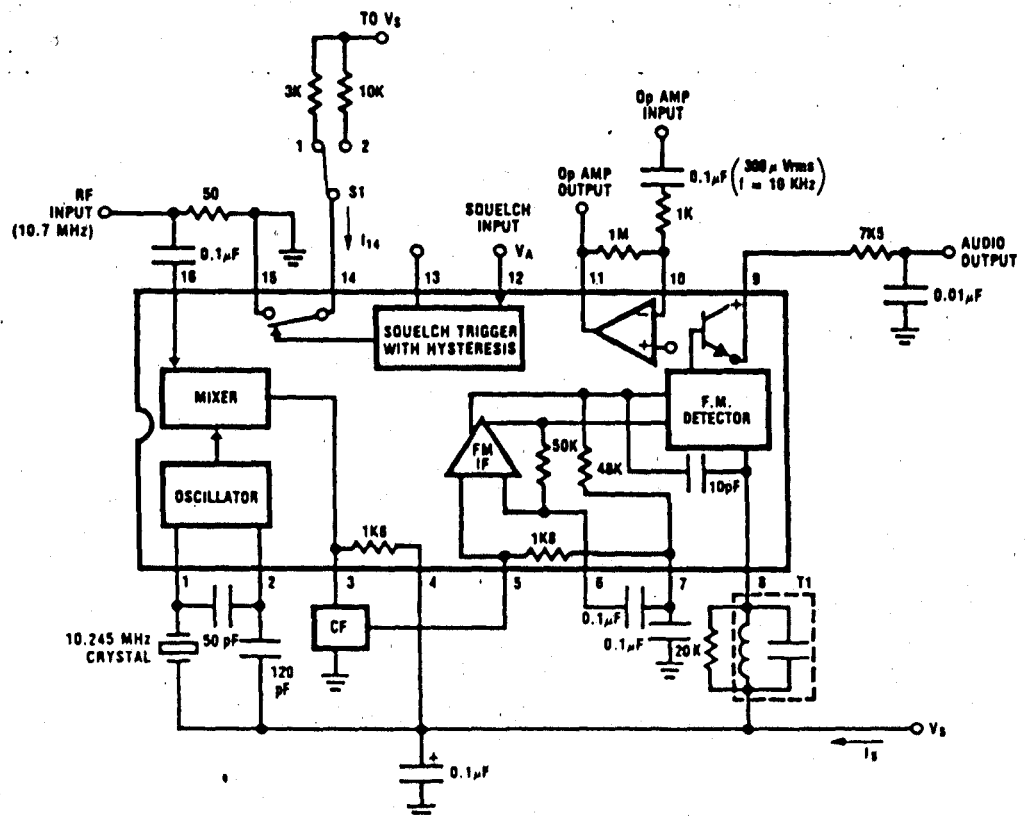 TO VS
3K
10K
1
2
S1
I14
RF
INPUT
(10.7 MHz)
50
0.1µF
Op AMP
INPUT
0.1µF (300 µ Vrms
f = 10 KHz)
Op AMP
OUTPUT
1K
1M
SQUELCH
INPUT
VA
7K5
AUDIO
OUTPUT
0.01µF
16
15
14
13
12
11
10
9
SQUELCH TRIGGER
WITH HYSTERESIS
-
+
+
MIXER
OSCILLATOR
FM
IF
50K
48K
F.M.
DETECTOR
10pF
1K8
1K8
1
2
3
4
5
6
7
8
T1
10.245 MHz
CRYSTAL
50 pF
120
pF
CF
0.1µF
0.1µF
20K
+
0.1µF
VS
IS